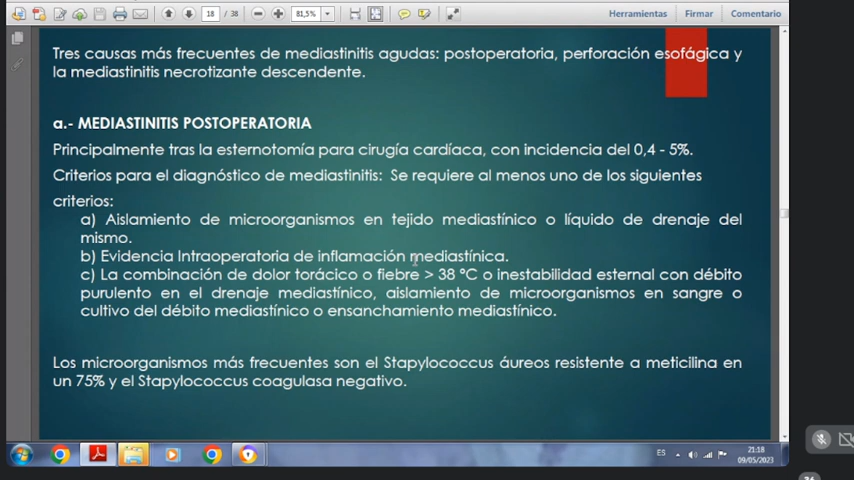 18 / 38
81,5%
Herramientas
Firmar
Comentario
Tres causas más frecuentes de mediastinitis agudas: postoperatoria, perforación esofágica y
la mediastinitis necrotizante descendente.
a.- MEDIASTINITIS POSTOPERATORIA
Principalmente tras la esternotomía para cirugía cardíaca, con incidencia del 0,4 - 5%.
Criterios para el diagnóstico de mediastinitis: Se requiere al menos uno de los siguientes
criterios:
a) Aislamiento de microorganismos en tejido mediastínico o líquido de drenaje del
mismo.
b) Evidencia Intraoperatoria de inflamación mediastínica.
c) La combinación de dolor torácico o fiebre > 38 ºC o inestabilidad esternal con débito
purulento en el drenaje mediastínico, aislamiento de microorganismos en sangre o
cultivo del débito mediastínico o ensanchamiento mediastínico.
Los microorganismos más frecuentes son el Stapylococcus áureos resistente a meticilina en
un 75% y el Stapylococcus coagulasa negativo.
ES
21:18
09/05/2023